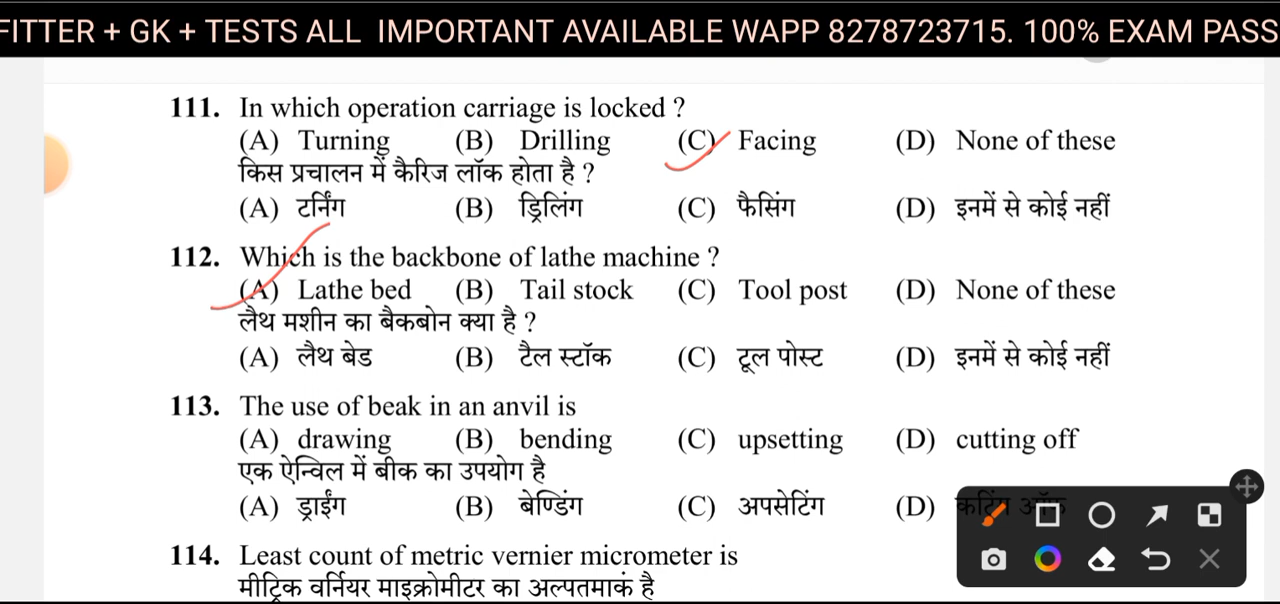 FITTER + GK + TESTS ALL IMPORTANT AVAILABLE WAPP 8278723715. 100% EXAM PASS
111. In which operation carriage is locked ?
(A) Turning (B) Drilling (C) Facing (D) None of these
किस प्रचालन में कैरिज लॉक होता है ?
(A) टर्निंग (B) ड्रिलिंग (C) फैसिंग (D) इनमें से कोई नहीं
112. Which is the backbone of lathe machine ?
(A) Lathe bed (B) Tail stock (C) Tool post (D) None of these
लैथ मशीन का बैकबोन क्या है ?
(A) लैथ बेड (B) टैल स्टॉक (C) टूल पोस्ट (D) इनमें से कोई नहीं
113. The use of beak in an anvil is
(A) drawing (B) bending (C) upsetting (D) cutting off
एक ऐन्विल में बीक का उपयोग है
(A) ड्राईंग (B) बेण्डिंग (C) अपसेटिंग (D) कटिंग ऑफ
114. Least count of metric vernier micrometer is
मीट्रिक वर्नियर माइक्रोमीटर का अल्पतमाकं है